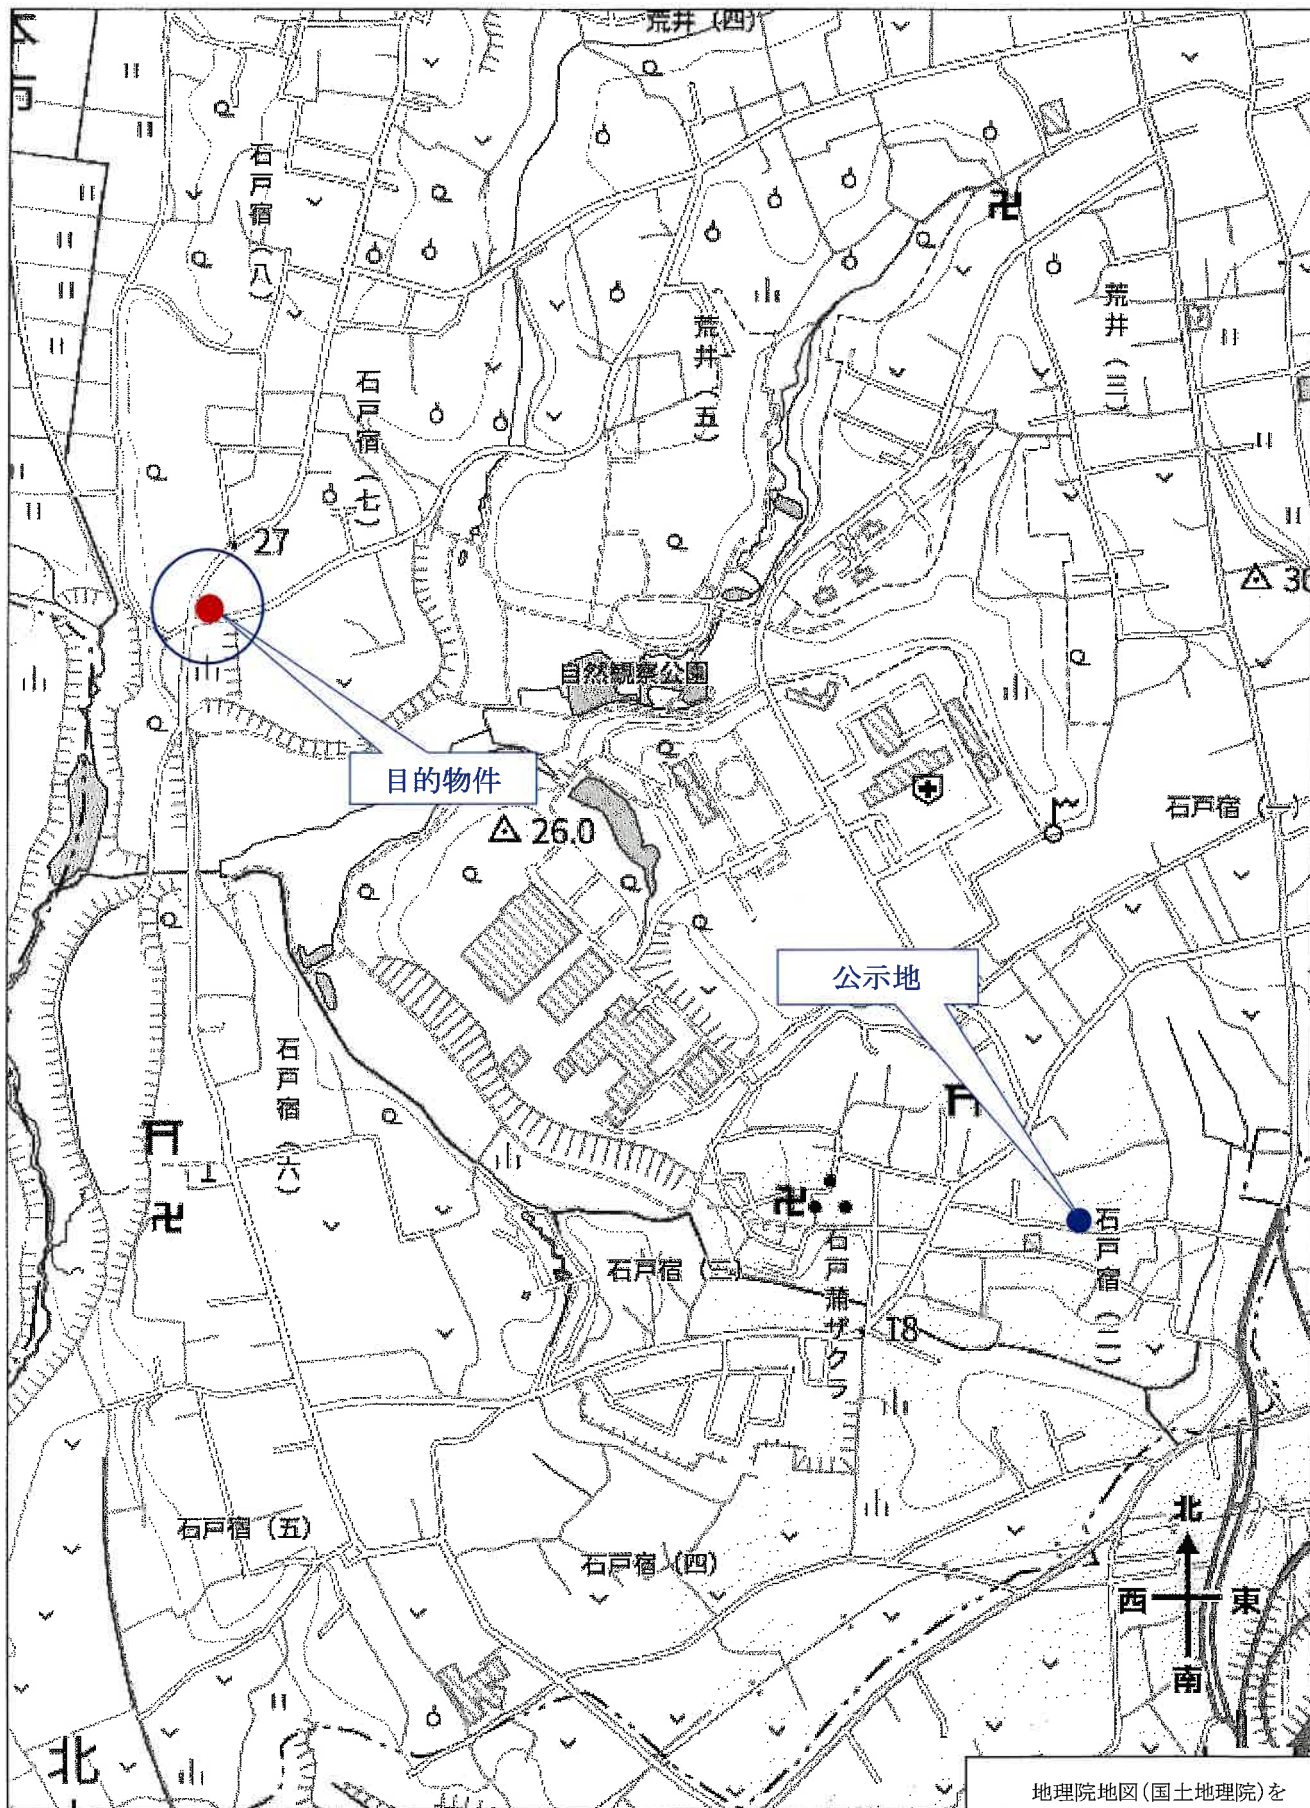 荒井（四）
本
市
石戸宿（八）
荒井（三）
荒井（五）
石戸宿（七）
27
30
自然観察公園
目的物件
26.0
石戸宿（一）
公示地
石戸宿（六）
石戸宿（二）
石戸宿（三）
石戸蒲ザクラ
18
北
石戸宿（五）
石戸宿（四）
西
東
南
北
地理院地図（国土地理院）を